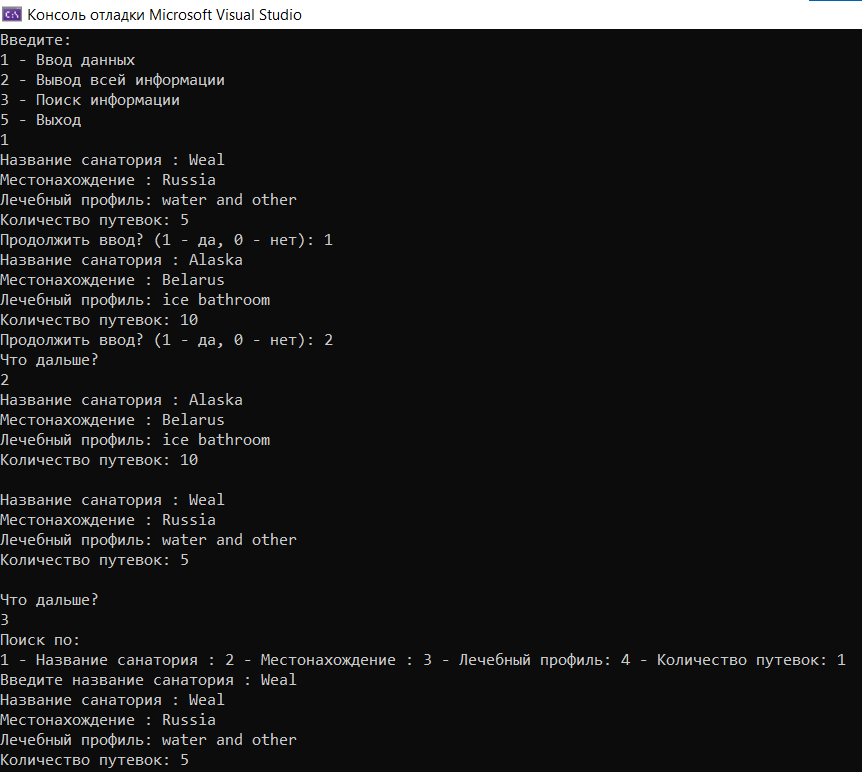 Консоль отладки Microsoft Visual Studio
Введите:
1 - Ввод данных
2 - Вывод всей информации
3 - Поиск информации
5 - Выход
1
Название санатория : Weal
Местонахождение : Russia
Лечебный профиль: water and other
Количество путевок: 5
Продолжить ввод? (1 - да, 0 - нет): 1
Название санатория : Alaska
Местонахождение : Belarus
Лечебный профиль: ice bathroom
Количество путевок: 10
Продолжить ввод? (1 - да, 0 - нет): 2
Что дальше?
2
Название санатория : Alaska
Местонахождение : Belarus
Лечебный профиль: ice bathroom
Количество путевок: 10
Название санатория : Weal
Местонахождение : Russia
Лечебный профиль: water and other
Количество путевок: 5
Что дальше?
3
Поиск по:
1 - Название санатория : 2 - Местонахождение : 3 - Лечебный профиль: 4 - Количество путевок: 1
Введите название санатория : Weal
Название санатория : Weal
Местонахождение : Russia
Лечебный профиль: water and other
Количество путевок: 5